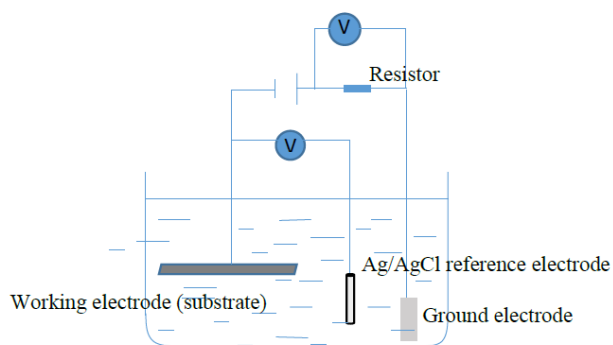 V
Resistor
V
Ag/AgCl reference electrode
Working electrode (substrate)
Ground electrode